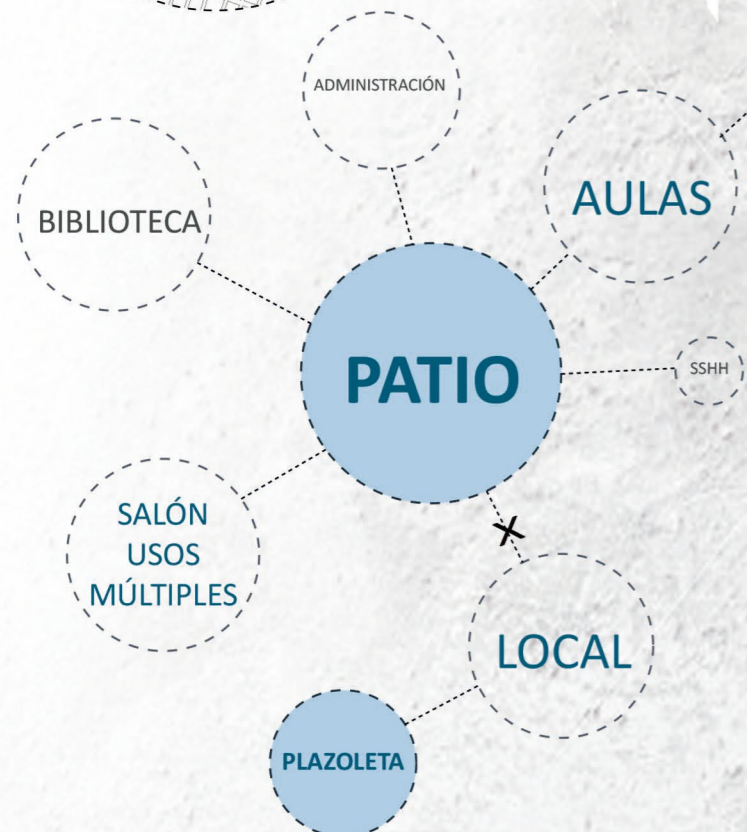 ADMINISTRACIÓN
AULAS
BIBLIOTECA
PATIO
SSHH
SALÓN
USOS
MÚLTIPLES
X
LOCAL
PLAZOLETA